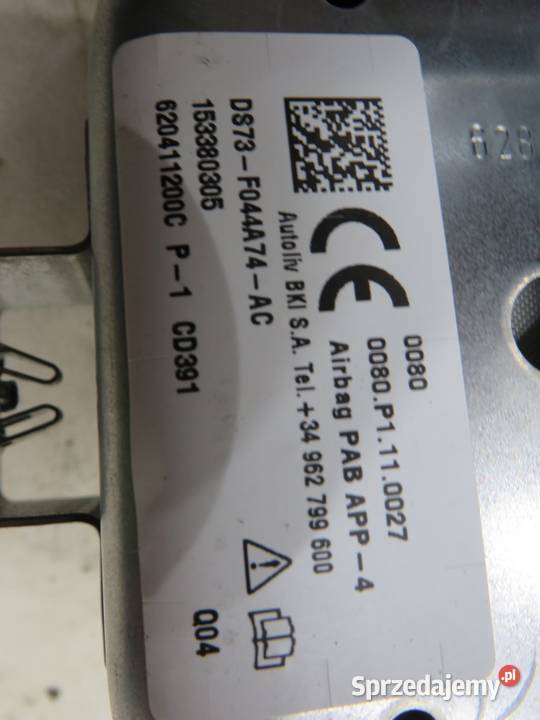 0080
0080.P1.11.0027
Airbag PAB APP-4
Autoliv BKI S.A. Tel.+34 962 799 600
DS73-F044A74-AC
153380305
620411200C P-1 CD391
Q04
628
Sprzedajemy.pl